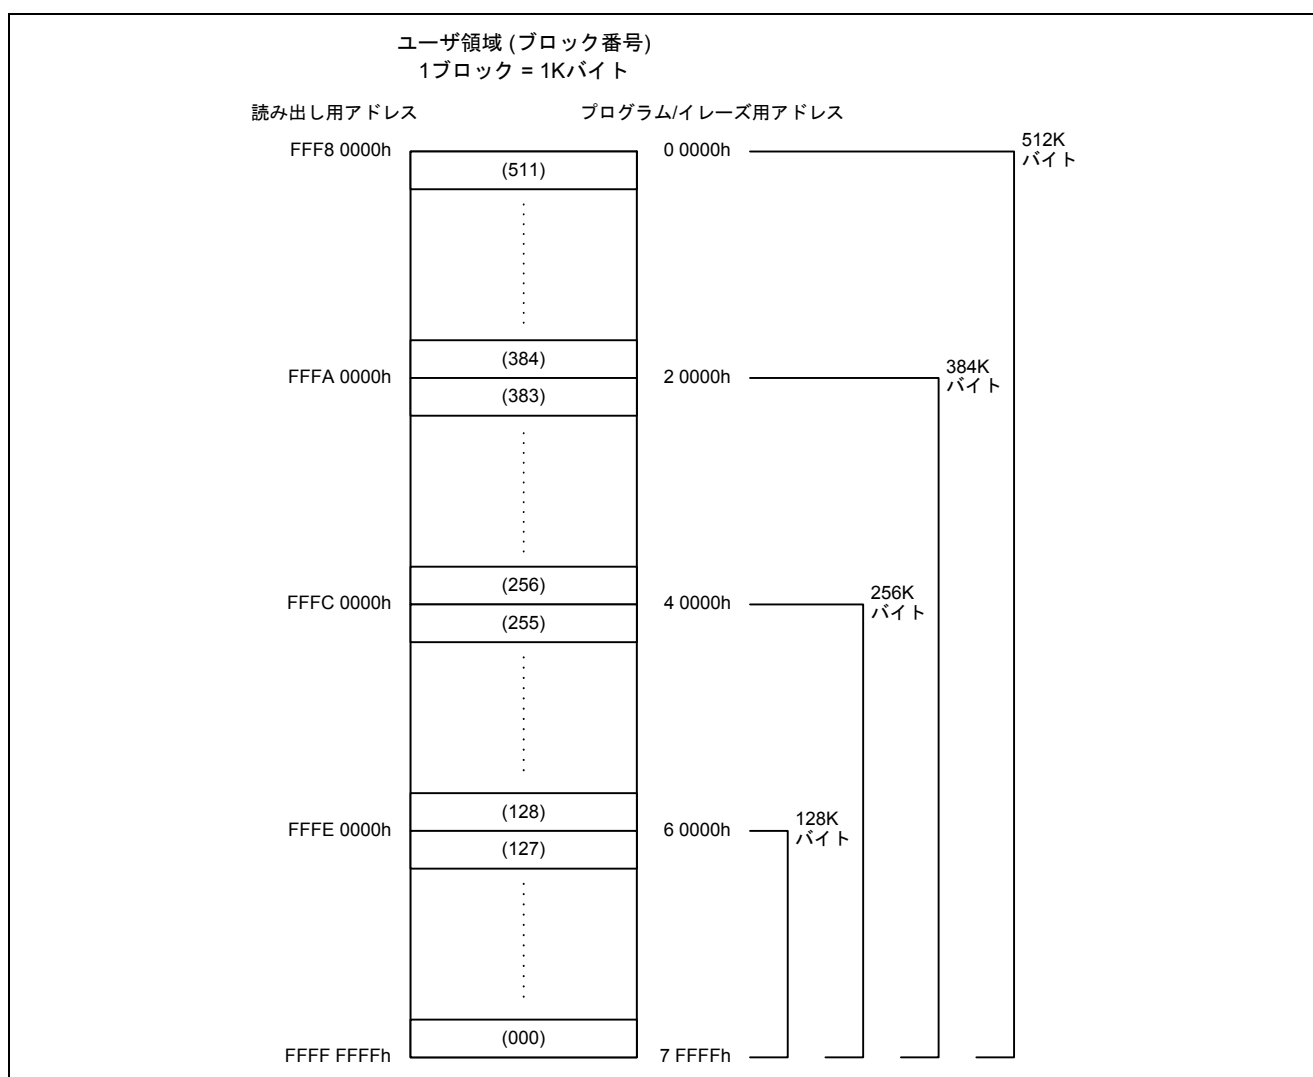 ユーザ領域 (ブロック番号)
1ブロック = 1Kバイト
読み出し用アドレス
プログラム/イレーズ用アドレス
FFF8 0000h
(511)
0 0000h
512K
バイト
(384)
FFFA 0000h
2 0000h
384K
バイト
(383)
(256)
FFFC 0000h
4 0000h
256K
バイト
(255)
(128)
FFFE 0000h
6 0000h
128K
バイト
(127)
(000)
FFFF FFFFh
7 FFFFh